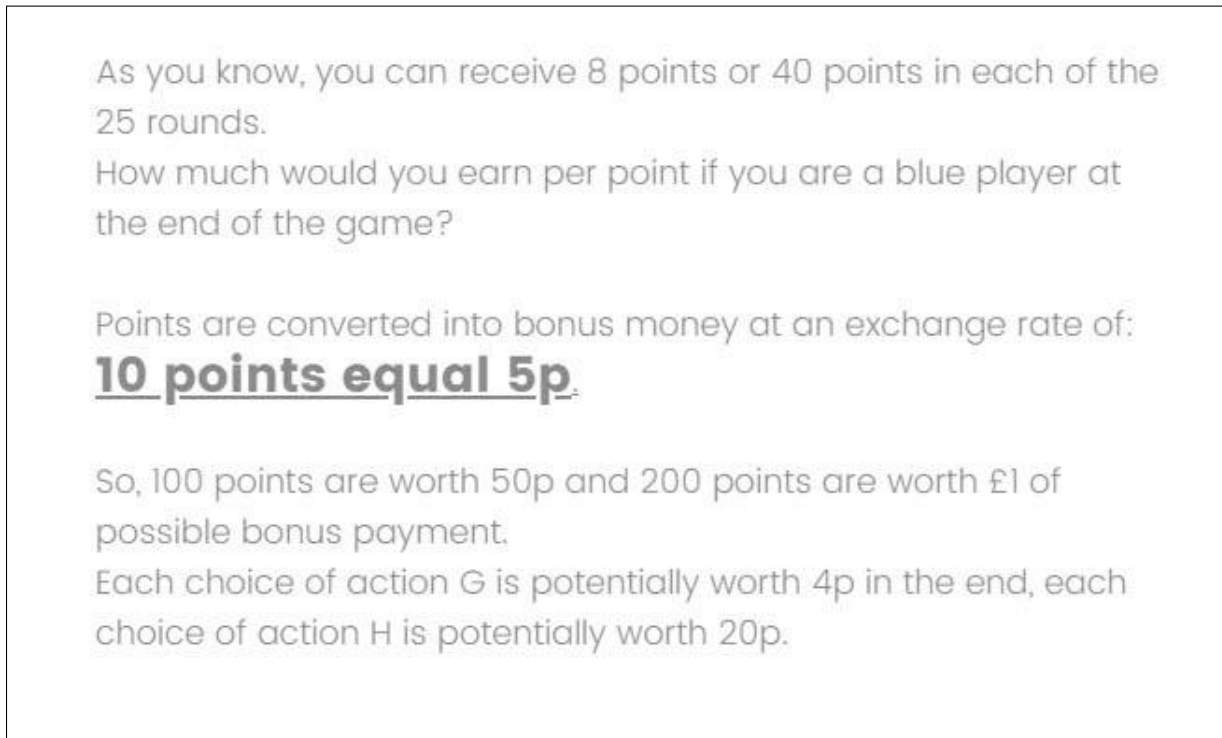 As you know, you can receive 8 points or 40 points in each of the
25 rounds.
How much would you earn per point if you are a blue player at
the end of the game?
Points are converted into bonus money at an exchange rate of:
10 points equal 5p.
So, 100 points are worth 50p and 200 points are worth £1 of
possible bonus payment.
Each choice of action G is potentially worth 4p in the end, each
choice of action H is potentially worth 20p.